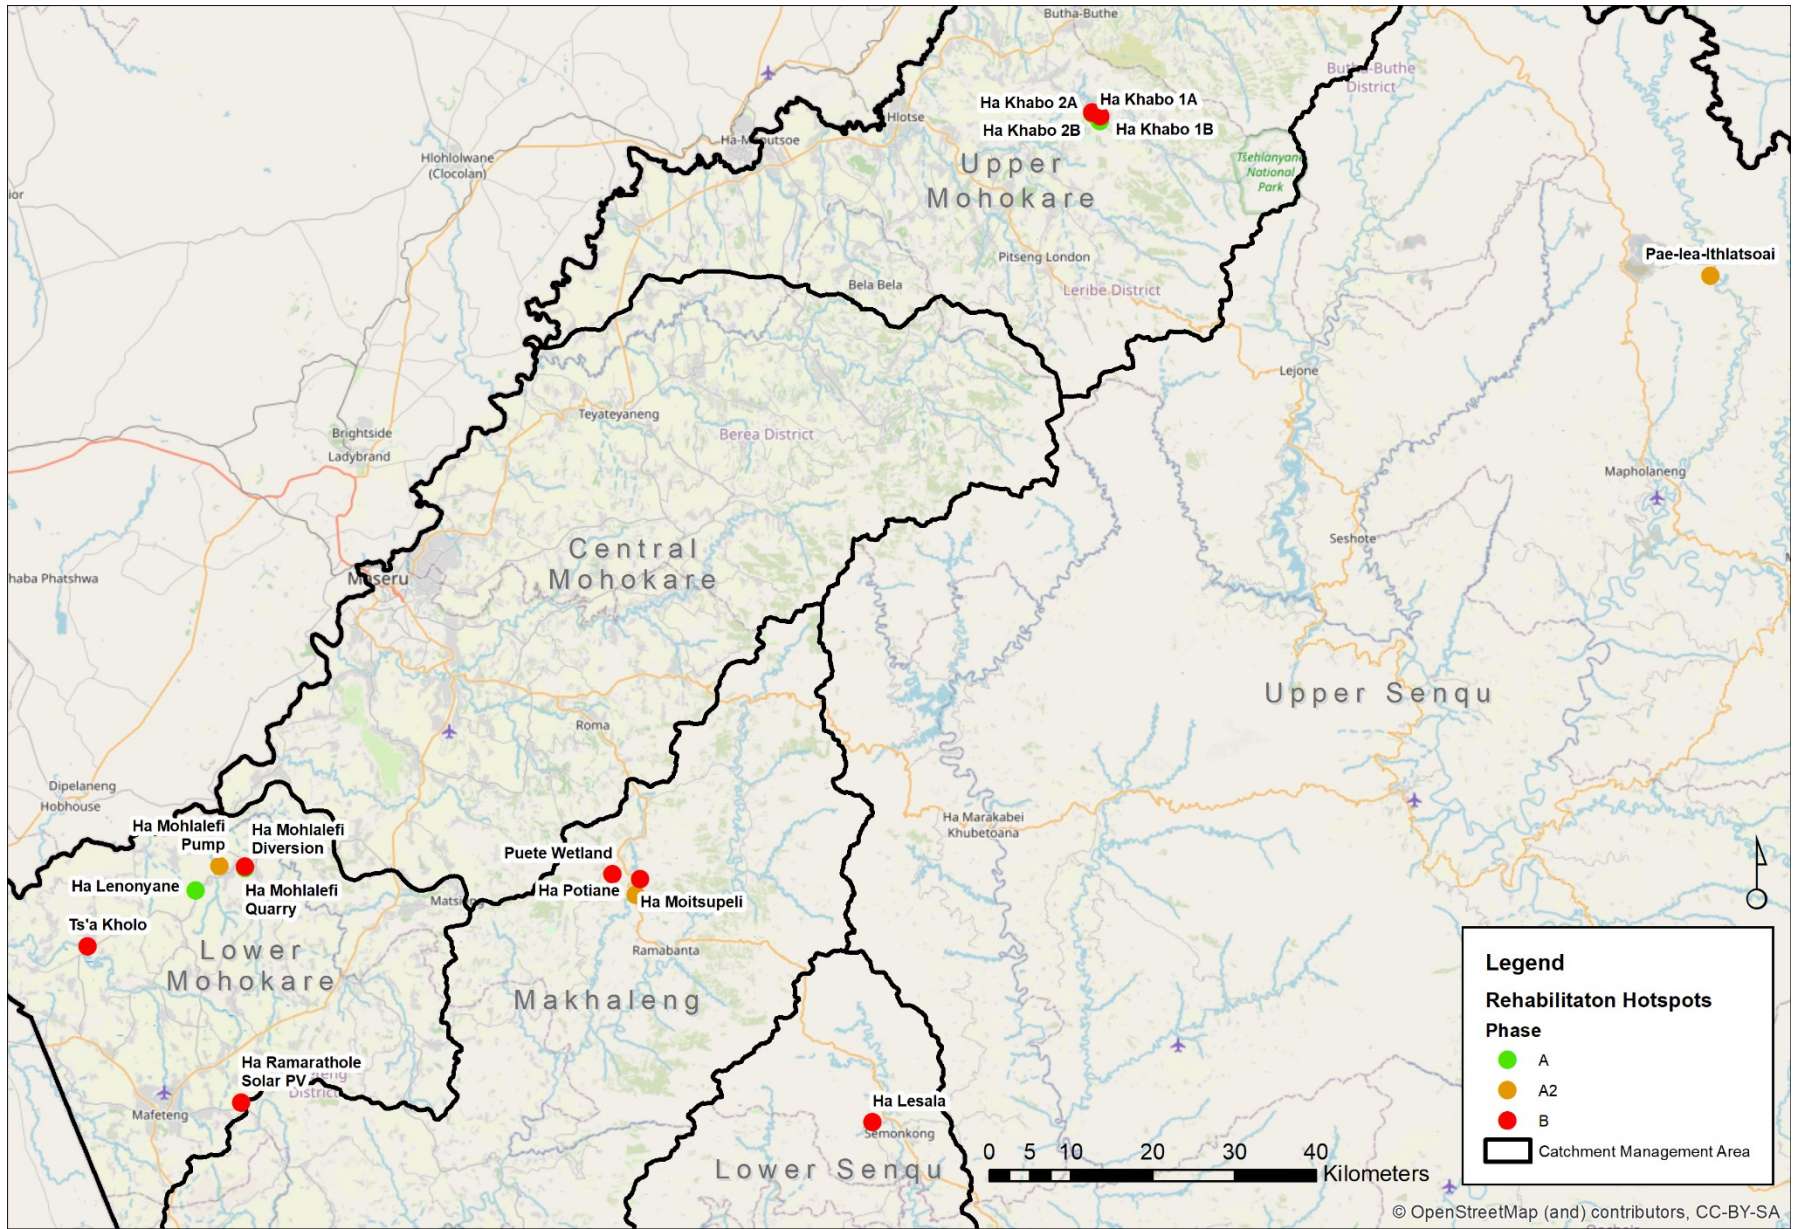 Butha-Buthe
Butha-Buthe
District
Ha Khabo 2A
Ha Khabo 1A
Ha Khabo 2B
Ha Khabo 1B
Hlotse
Hlohlolwane
(Clocolan)
Upper
Mohokare
Tšehlanyane
National
Park
Pitseng London
Leribe District
Pae-lea-Ithlatsoai
Bela Bela
Lejone
Teyateyaneng
Berea District
Brightside
Ladybrand
Mapholaneng
Seshote
Central
Mohokare
haba Phatshwa
Maseru
Upper Senqu
Roma
Dipelaneng
Hobhouse
Ha Marakabei
Khubetoana
Ha Mohlalefi
Pump
Ha Mohlalefi
Diversion
Puete Wetland
Ha Lenonyane
Ha Mohlalefi
Quarry
Ha Potiane
Ha Moitsupeli
Ts'a Kholo
Ramabanta
Lower
Mohokare
Makhaleng
Ha Ramarathole
Solar PV
District
Mafeteng
Ha Lesala
Semonkong
Lower Senqu
0 5 10 20 30 40
Kilometers
Legend
Rehabilitaton Hotspots
Phase
A
A2
B
Catchment Management Area
© OpenStreetMap (and) contributors, CC-BY-SA